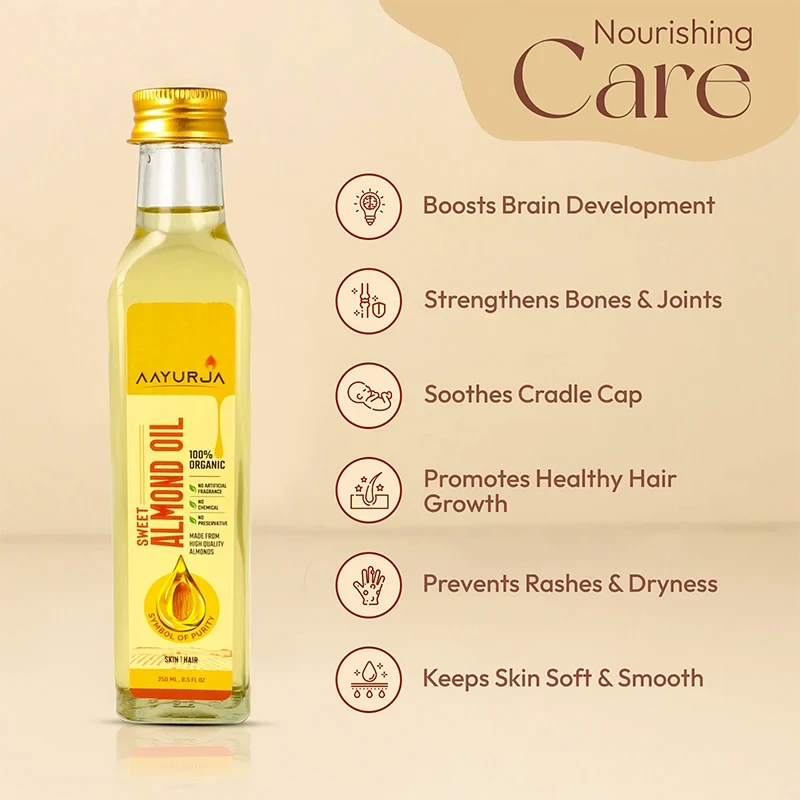 Nourishing
Care
Boosts Brain Development
Strengthens Bones & Joints
Soothes Cradle Cap
Promotes Healthy Hair
Growth
Prevents Rashes & Dryness
Keeps Skin Soft & Smooth
AAYURJA
SWEET
ALMOND OIL
100%
ORGANIC
NO ARTIFICIAL
FRAGRANCE
NO
CHEMICAL
NO
PRESERVATIVE
MADE FROM
HIGH QUALITY
ALMONDS
SYMBOL OF PURITY
SKIN | HAIR
250 ML, 8.5 FL OZ